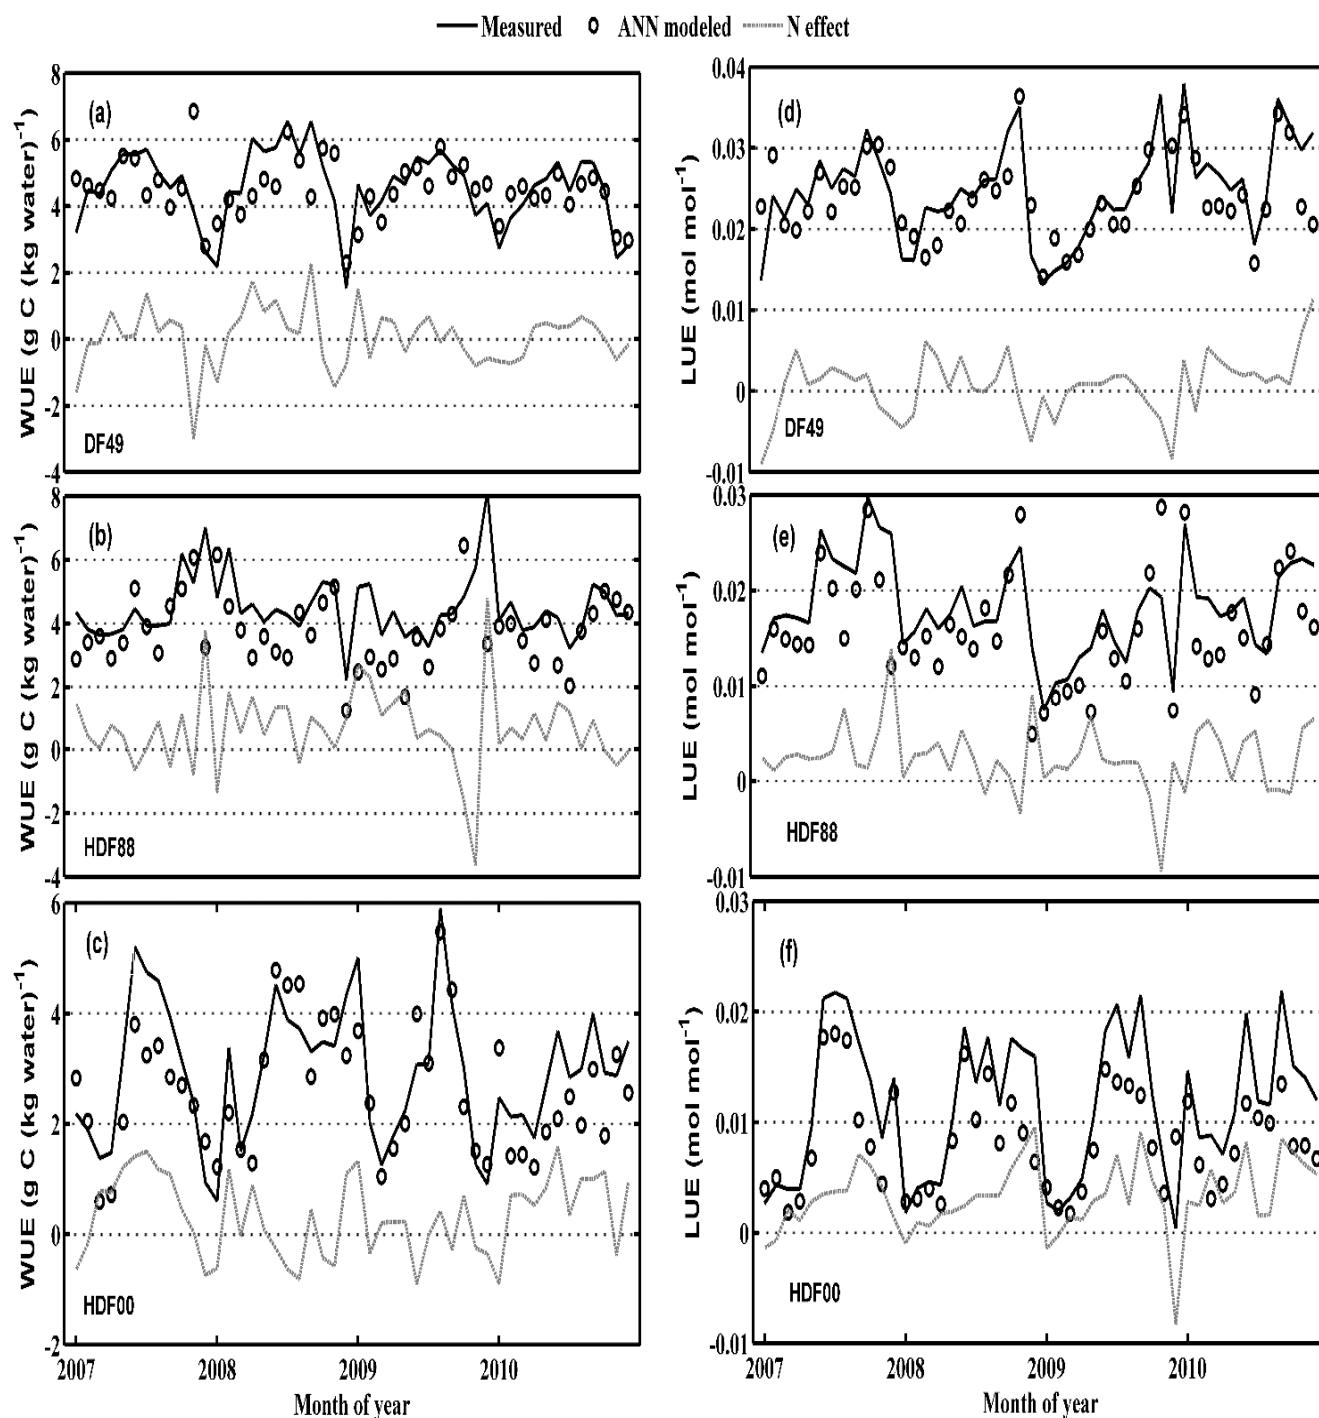 Measured ANN modeled N effect
(a)
WUE (g C (kg water)⁻¹
8
6
4
2
0
-2
-4
DF49
(d)
LUE (mol mol⁻¹)
0.04
0.03
0.02
0.01
0
-0.01
DF49
(b)
WUE (g C (kg water)⁻¹
8
6
4
2
0
-2
-4
HDF88
(e)
LUE (mol mol⁻¹)
0.03
0.02
0.01
0
-0.01
HDF88
(c)
WUE (g C (kg water)⁻¹
6
4
2
0
-2
HDF00
2007 2008 2009 2010
Month of year
(f)
LUE (mol mol⁻¹)
0.03
0.02
0.01
0
-0.01
HDF00
2007 2008 2009 2010
Month of year